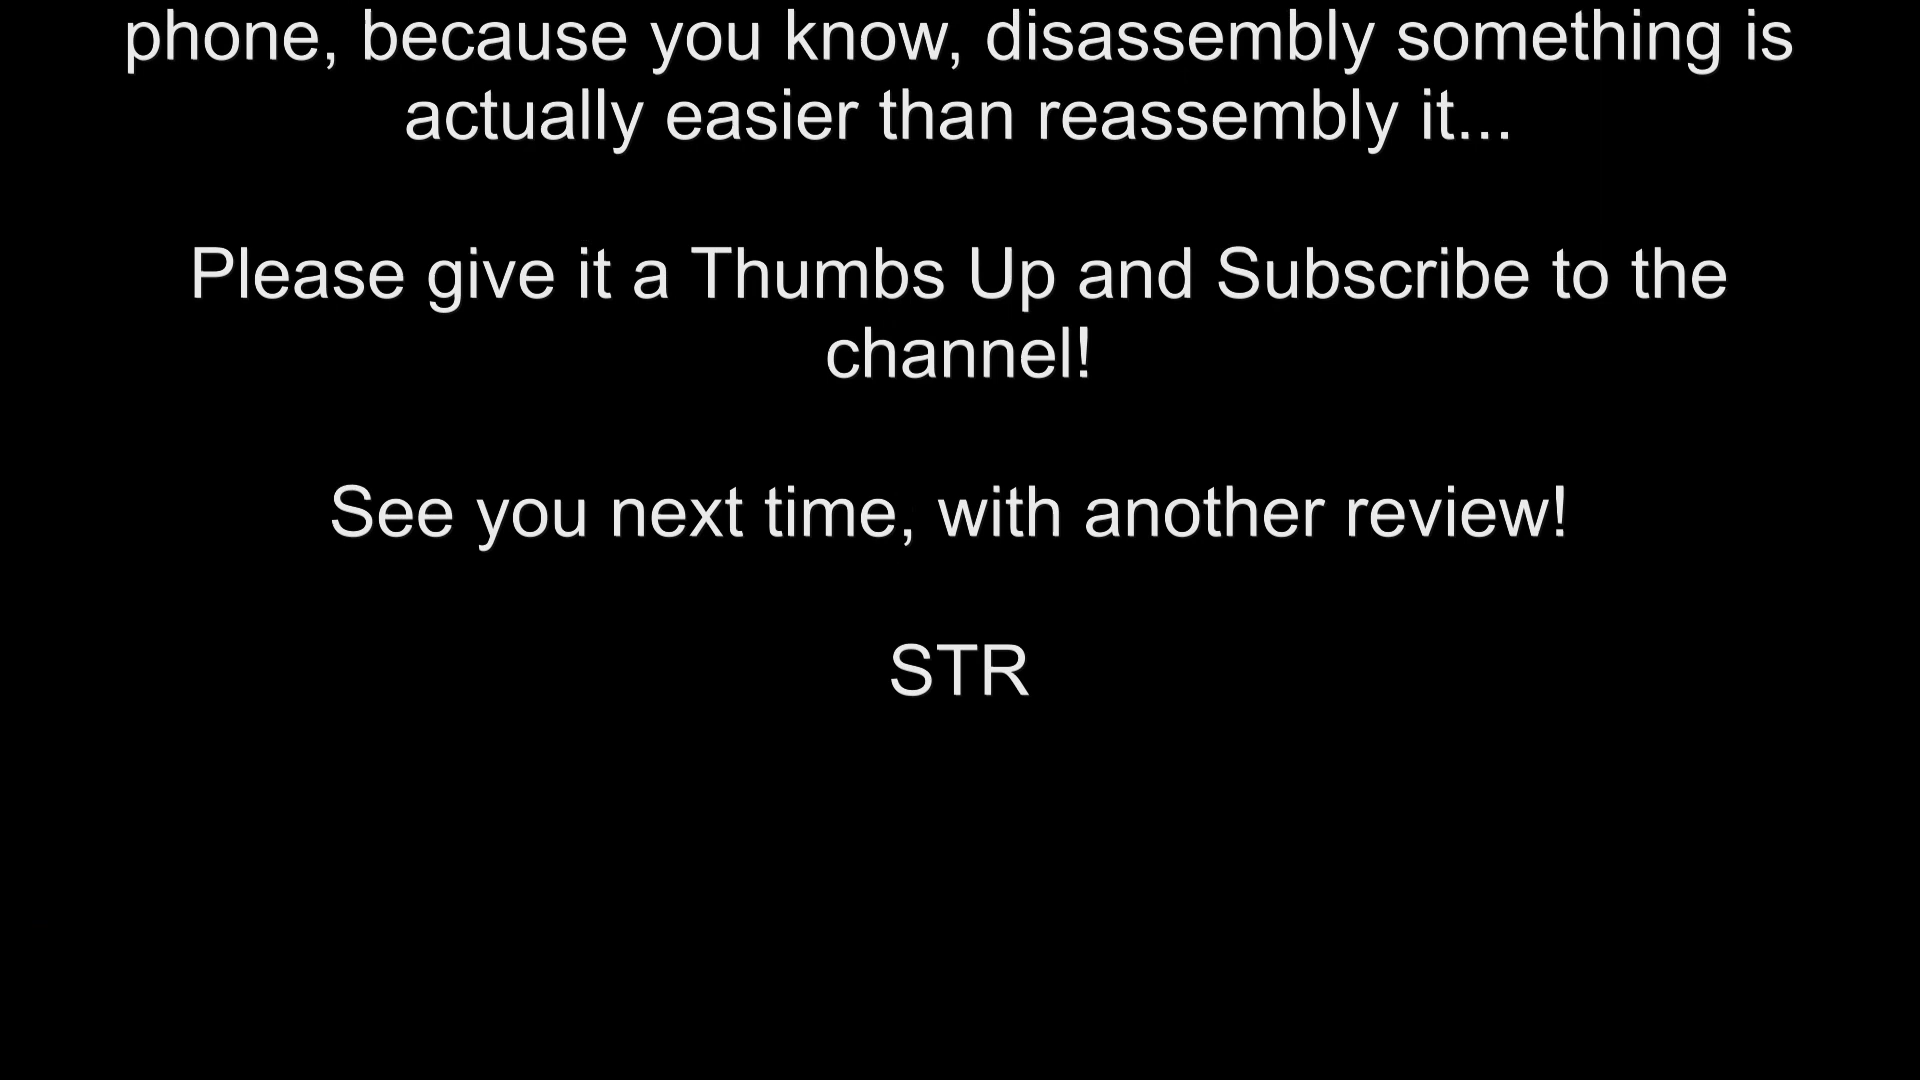 phone, because you know, disassembly something is
actually easier than reassembly it...
Please give it a Thumbs Up and Subscribe to the
channel!
See you next time, with another review!
STR